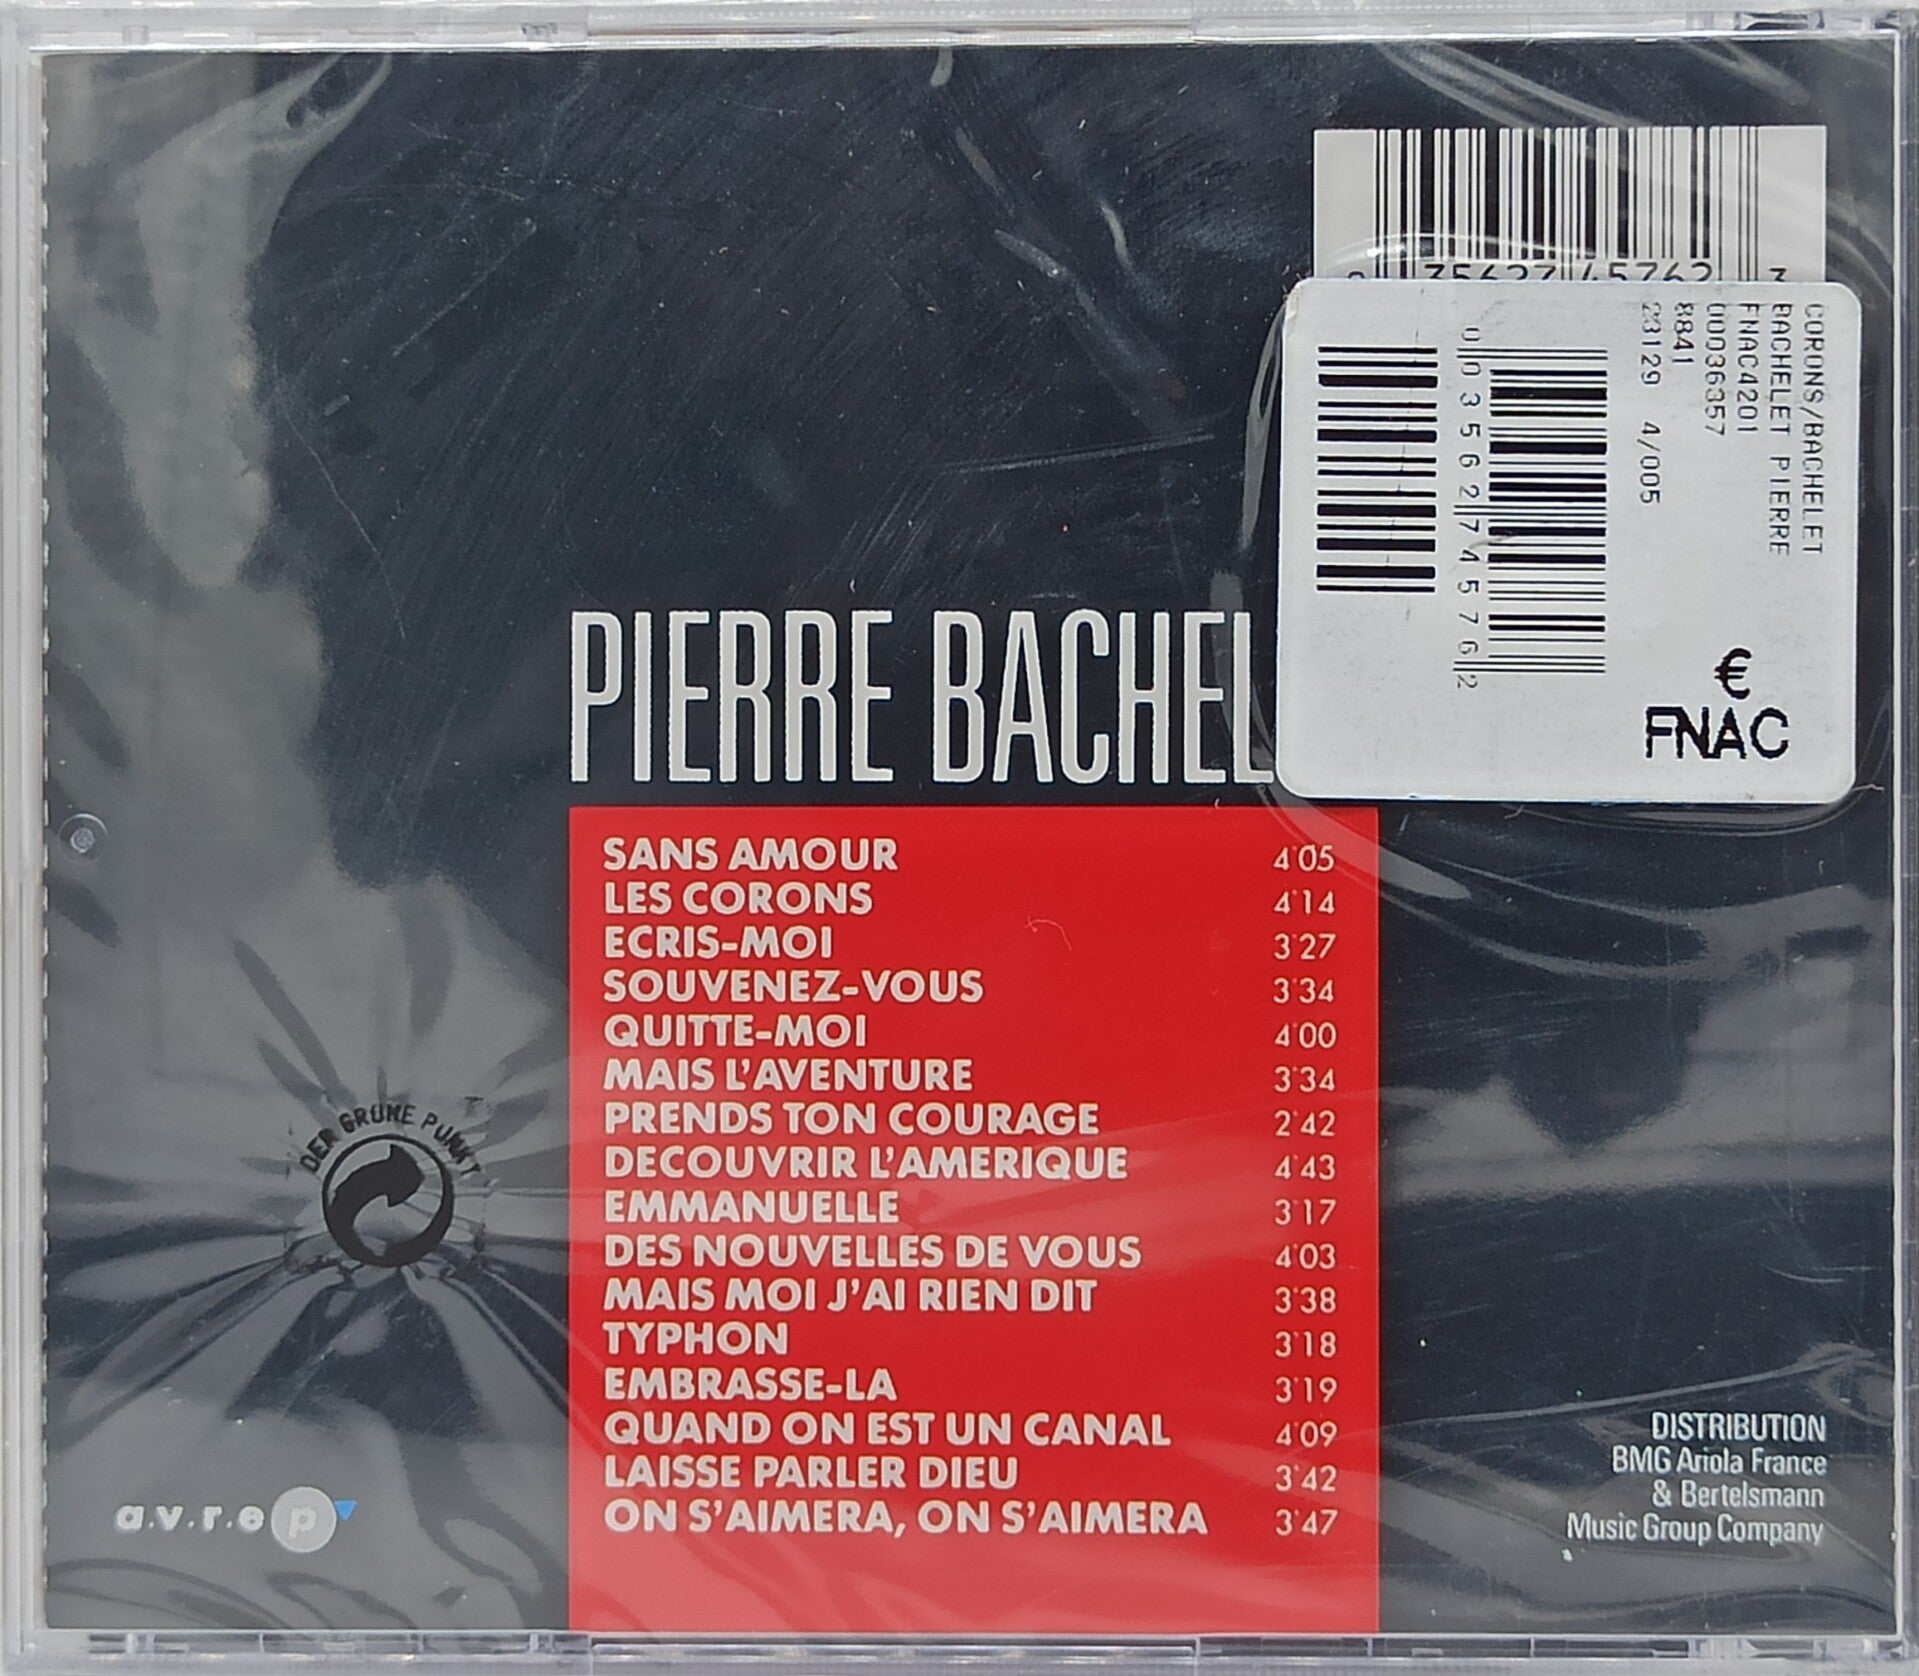 CORONS/BACHELET
BACHELET PIERRE
FNAC4201
00036357
8841
23129 4/005
0 035627 45762 2
€
FNAC
PIERRE BACHEL
SANS AMOUR 4'05
LES CORONS 4'14
ECRIS-MOI 3'27
SOUVENEZ-VOUS 3'34
QUITTE-MOI 4'00
MAIS L'AVENTURE 3'34
PRENDS TON COURAGE 2'42
DECOUVRIR L'AMERIQUE 4'43
EMMANUELLE 3'17
DES NOUVELLES DE VOUS 4'03
MAIS MOI J'AI RIEN DIT 3'38
TYPHON 3'18
EMBRASSE-LA 3'19
QUAND ON EST UN CANAL 4'09
LAISSE PARLER DIEU 3'42
ON S'AIMERA, ON S'AIMERA 3'47
DER GRÜNE PUNKT
a.v.r.e p
DISTRIBUTION
BMG Ariola France
& Bertelsmann
Music Group Company